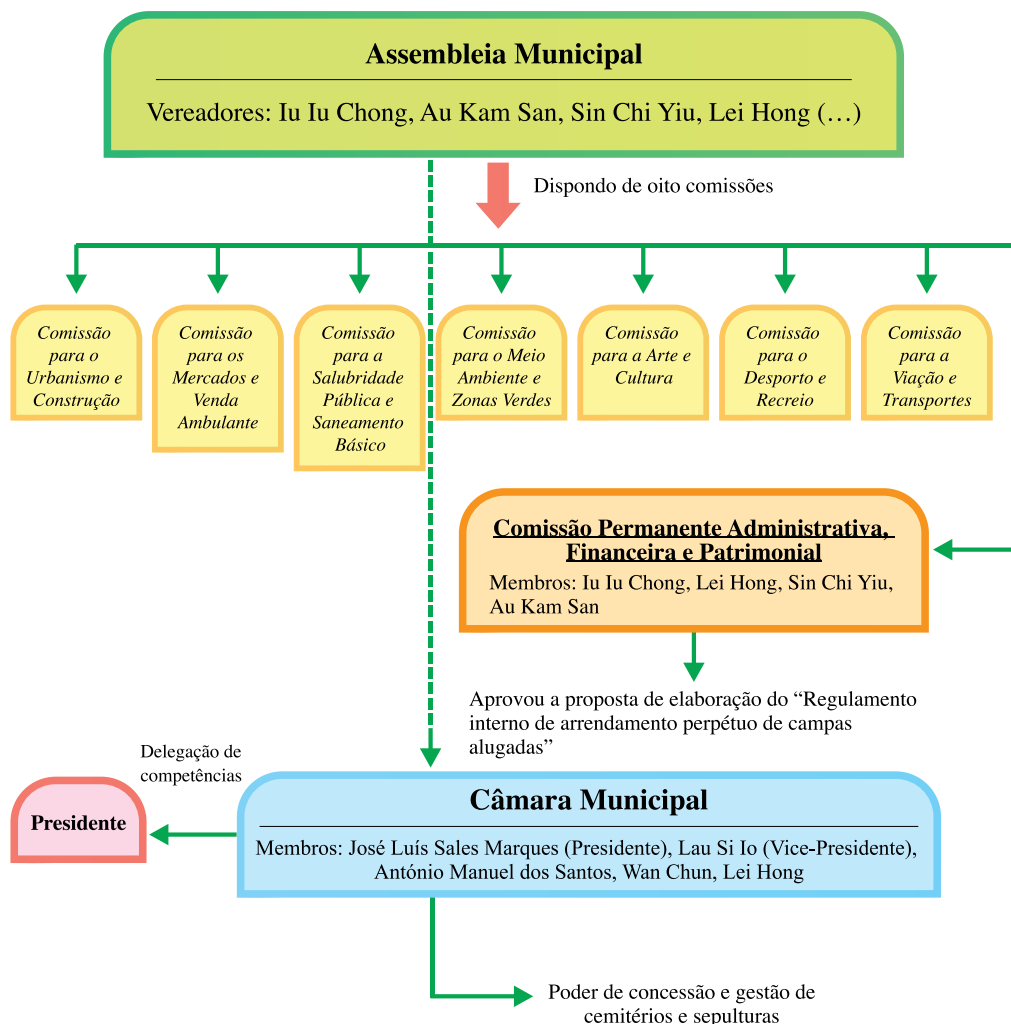 Assembleia Municipal
Vereadores: Iu Iu Chong, Au Kam San, Sin Chi Yiu, Lei Hong (…)
Dispondo de oito comissões
Comissão
para o
Urbanismo e
Construção
Comissão
para os
Mercados e
Venda
Ambulante
Comissão
para a
Salubridade
Pública e
Saneamento
Básico
Comissão
para o Meio
Ambiente e
Zonas Verdes
Comissão
para a Arte e
Cultura
Comissão
para o
Desporto e
Recreio
Comissão
para a
Viação e
Transportes
Comissão Permanente Administrativa,
Financeira e Patrimonial
Membros: Iu Iu Chong, Lei Hong, Sin Chi Yiu,
Au Kam San
Aprovou a proposta de elaboração do “Regulamento
interno de arrendamento perpétuo de campas
alugadas”
Delegação de
competências
Presidente
Câmara Municipal
Membros: José Luís Sales Marques (Presidente), Lau Si Io (Vice-Presidente),
António Manuel dos Santos, Wan Chun, Lei Hong
Poder de concessão e gestão de
cemitérios e sepulturas